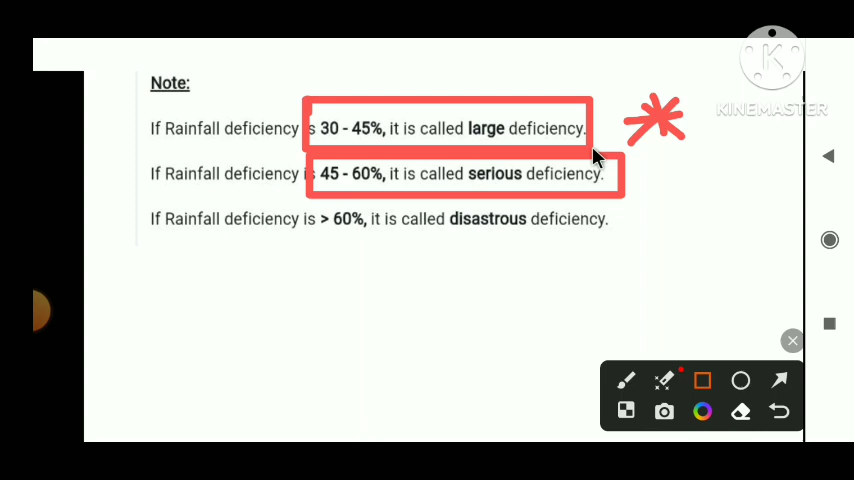 Note:
K
KINEMASTER
If Rainfall deficiency is 30 - 45%, it is called large deficiency.
If Rainfall deficiency is 45 - 60%, it is called serious deficiency.
If Rainfall deficiency is > 60%, it is called disastrous deficiency.